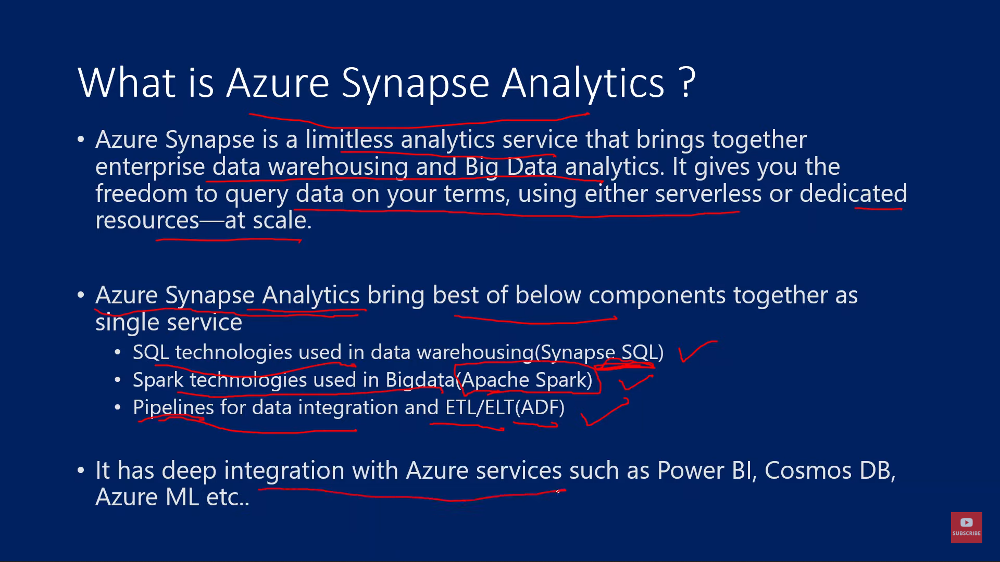 What is Azure Synapse Analytics ?
• Azure Synapse is a limitless analytics service that brings together
enterprise data warehousing and Big Data analytics. It gives you the
freedom to query data on your terms, using either serverless or dedicated
resources—at scale.
• Azure Synapse Analytics bring best of below components together as
single service
• SQL technologies used in data warehousing(Synapse SQL)
• Spark technologies used in Bigdata(Apache Spark)
• Pipelines for data integration and ETL/ELT(ADF)
• It has deep integration with Azure services such as Power BI, Cosmos DB,
Azure ML etc..
SUBSCRIBE